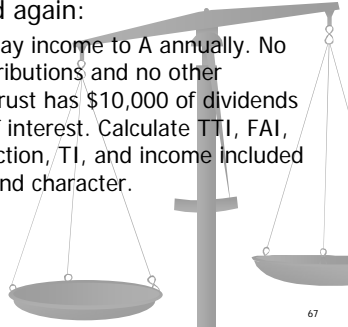 d again:
ay income to A annually. No
ributions and no other
rust has $10,000 of dividends
interest. Calculate TTI, FAI,
ction, TI, and income included
nd character.
67